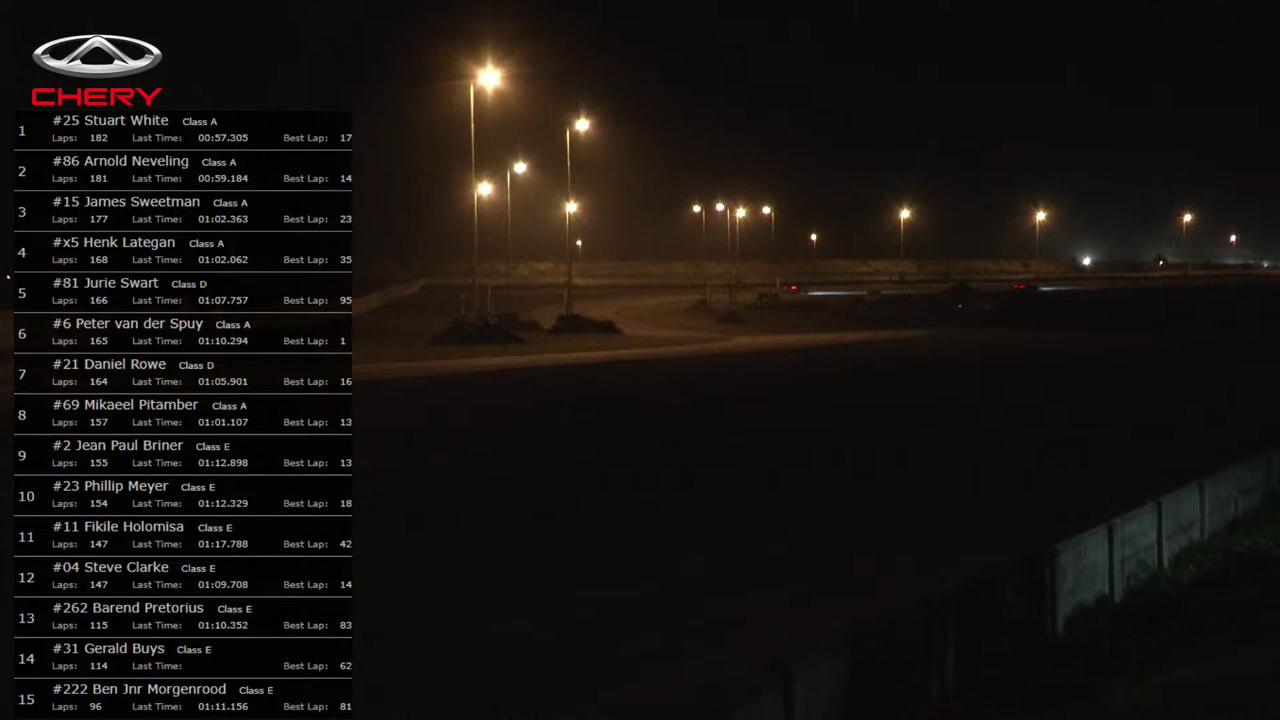 CHERY
1 #25 Stuart White Class A
Laps: 182 Last Time: 00:57.305 Best Lap: 17
2 #86 Arnold Neveling Class A
Laps: 181 Last Time: 00:59.184 Best Lap: 14
3 #15 James Sweetman Class A
Laps: 177 Last Time: 01:02.363 Best Lap: 23
4 #x5 Henk Lategan Class A
Laps: 168 Last Time: 01:02.062 Best Lap: 35
5 #81 Jurie Swart Class D
Laps: 166 Last Time: 01:07.757 Best Lap: 95
6 #6 Peter van der Spuy Class A
Laps: 165 Last Time: 01:10.294 Best Lap: 1
7 #21 Daniel Rowe Class D
Laps: 164 Last Time: 01:05.901 Best Lap: 16
8 #69 Mikaeel Pitamber Class A
Laps: 157 Last Time: 01:01.107 Best Lap: 13
9 #2 Jean Paul Briner Class E
Laps: 155 Last Time: 01:12.898 Best Lap: 13
10 #23 Phillip Meyer Class E
Laps: 154 Last Time: 01:12.329 Best Lap: 18
11 #11 Fikile Holomisa Class E
Laps: 147 Last Time: 01:17.788 Best Lap: 42
12 #04 Steve Clarke Class E
Laps: 147 Last Time: 01:09.708 Best Lap: 14
13 #262 Barend Pretorius Class E
Laps: 115 Last Time: 01:10.352 Best Lap: 83
14 #31 Gerald Buys Class E
Laps: 114 Last Time: Best Lap: 62
15 #222 Ben Jnr Morgenrood Class E
Laps: 96 Last Time: 01:11.156 Best Lap: 81